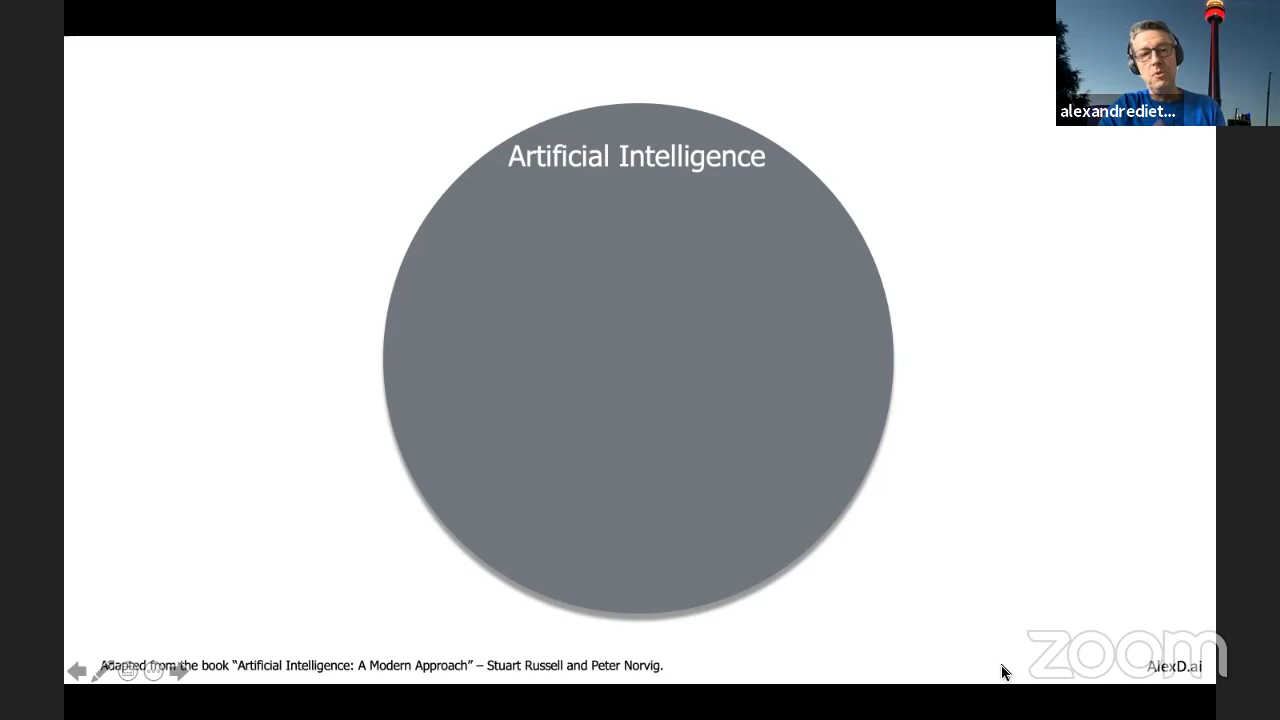 alexandrediet...
Artificial Intelligence
Adapted from the book “Artificial Intelligence: A Modern Approach” – Stuart Russell and Peter Norvig.
zoom
AlexD.ai